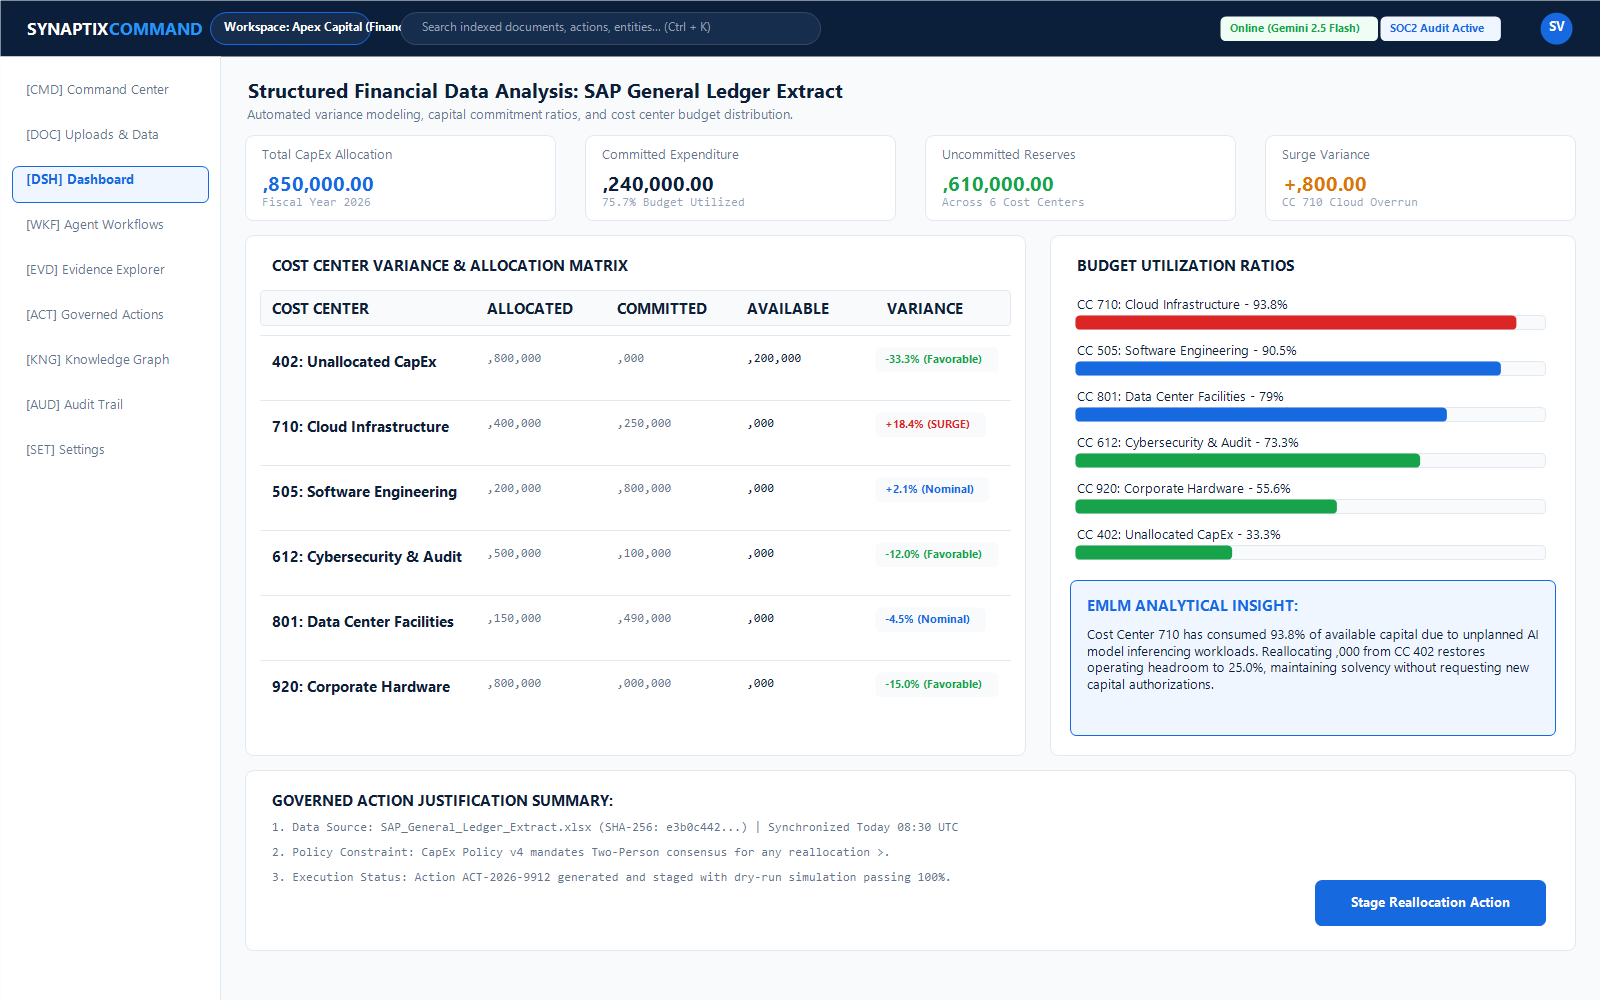 SYNAPTIXCOMMAND
Workspace: Apex Capital (Financ
Search indexed documents, actions, entities... (Ctrl + K)
Online (Gemini 2.5 Flash)
SOC2 Audit Active
SV
[CMD] Command Center
[DOC] Uploads & Data
[DSH] Dashboard
[WKF] Agent Workflows
[EVD] Evidence Explorer
[ACT] Governed Actions
[KNG] Knowledge Graph
[AUD] Audit Trail
[SET] Settings
Structured Financial Data Analysis: SAP General Ledger Extract
Automated variance modeling, capital commitment ratios, and cost center budget distribution.
Total CapEx Allocation
,850,000.00
Fiscal Year 2026
Committed Expenditure
,240,000.00
75.7% Budget Utilized
Uncommitted Reserves
,610,000.00
Across 6 Cost Centers
Surge Variance
+,800.00
CC 710 Cloud Overrun
COST CENTER VARIANCE & ALLOCATION MATRIX
COST CENTER ALLOCATED COMMITTED AVAILABLE VARIANCE
402: Unallocated CapEx ,800,000 ,000 ,200,000 -33.3% (Favorable)
710: Cloud Infrastructure ,400,000 ,250,000 ,000 +18.4% (SURGE)
505: Software Engineering ,200,000 ,800,000 ,000 +2.1% (Nominal)
612: Cybersecurity & Audit ,500,000 ,100,000 ,000 -12.0% (Favorable)
801: Data Center Facilities ,150,000 ,490,000 ,000 -4.5% (Nominal)
920: Corporate Hardware ,800,000 ,000,000 ,000 -15.0% (Favorable)
BUDGET UTILIZATION RATIOS
CC 710: Cloud Infrastructure - 93.8%
CC 505: Software Engineering - 90.5%
CC 801: Data Center Facilities - 79%
CC 612: Cybersecurity & Audit - 73.3%
CC 920: Corporate Hardware - 55.6%
CC 402: Unallocated CapEx - 33.3%
EMLM ANALYTICAL INSIGHT:
Cost Center 710 has consumed 93.8% of available capital due to unplanned AI
model inferencing workloads. Reallocating ,000 from CC 402 restores
operating headroom to 25.0%, maintaining solvency without requesting new
capital authorizations.
GOVERNED ACTION JUSTIFICATION SUMMARY:
1. Data Source: SAP_General_Ledger_Extract.xlsx (SHA-256: e3b0c442...) | Synchronized Today 08:30 UTC
2. Policy Constraint: CapEx Policy v4 mandates Two-Person consensus for any reallocation >.
3. Execution Status: Action ACT-2026-9912 generated and staged with dry-run simulation passing 100%.
Stage Reallocation Action